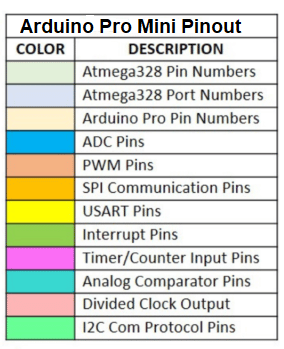 Arduino Pro Mini Pinout
COLOR DESCRIPTION
Atmega328 Pin Numbers
Atmega328 Port Numbers
Arduino Pro Pin Numbers
ADC Pins
PWM Pins
SPI Communication Pins
USART Pins
Interrupt Pins
Timer/Counter Input Pins
Analog Comparator Pins
Divided Clock Output
I2C Com Protocol Pins